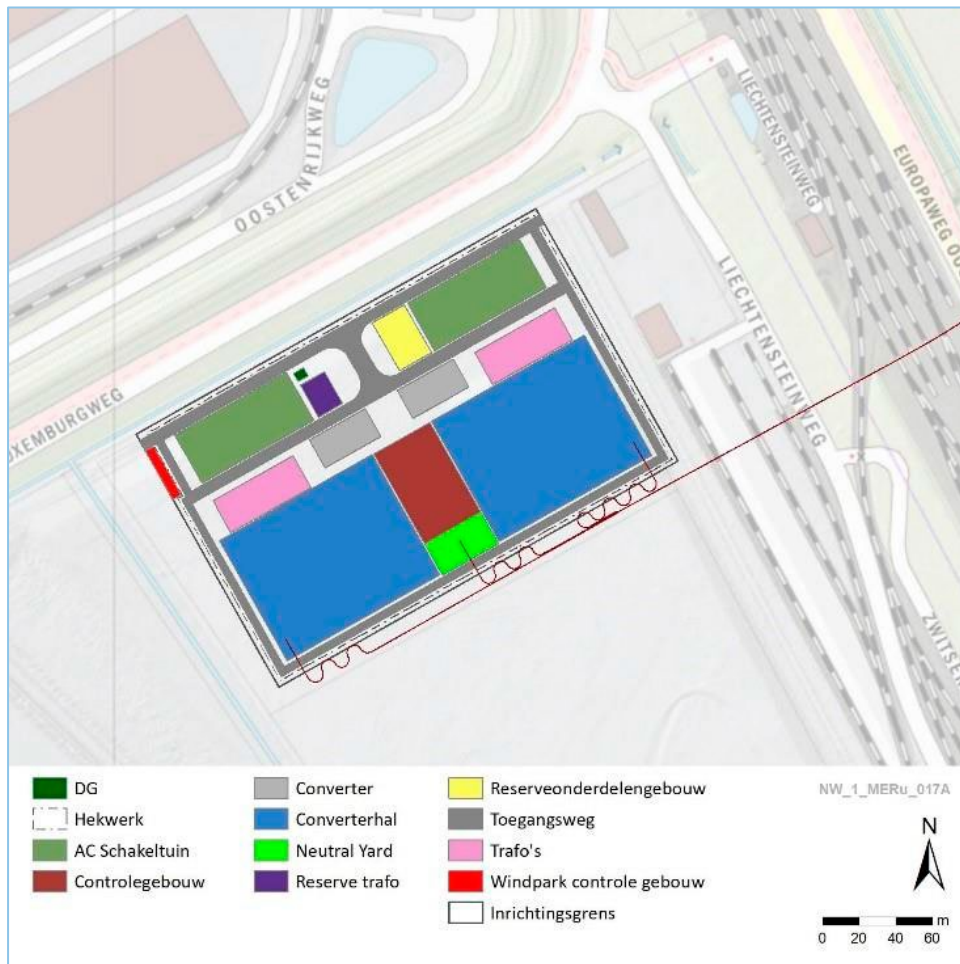 OOSTENRIJKWEG
LIECHTENSTEINWEG
EUROPAWEG OO
LIECHTENSTEINWEG
UXEMBURGWEG
ZWITSER
DG
Hekwerk
AC Schakeltuin
Controlegebouw
Converter
Converterhal
Neutral Yard
Reserve trafo
Reserveonderdelengebouw
Toegangsweg
Trafo's
Windpark controle gebouw
Inrichtingsgrens
NW_1_MERu_017A
N
m
0 20 40 60